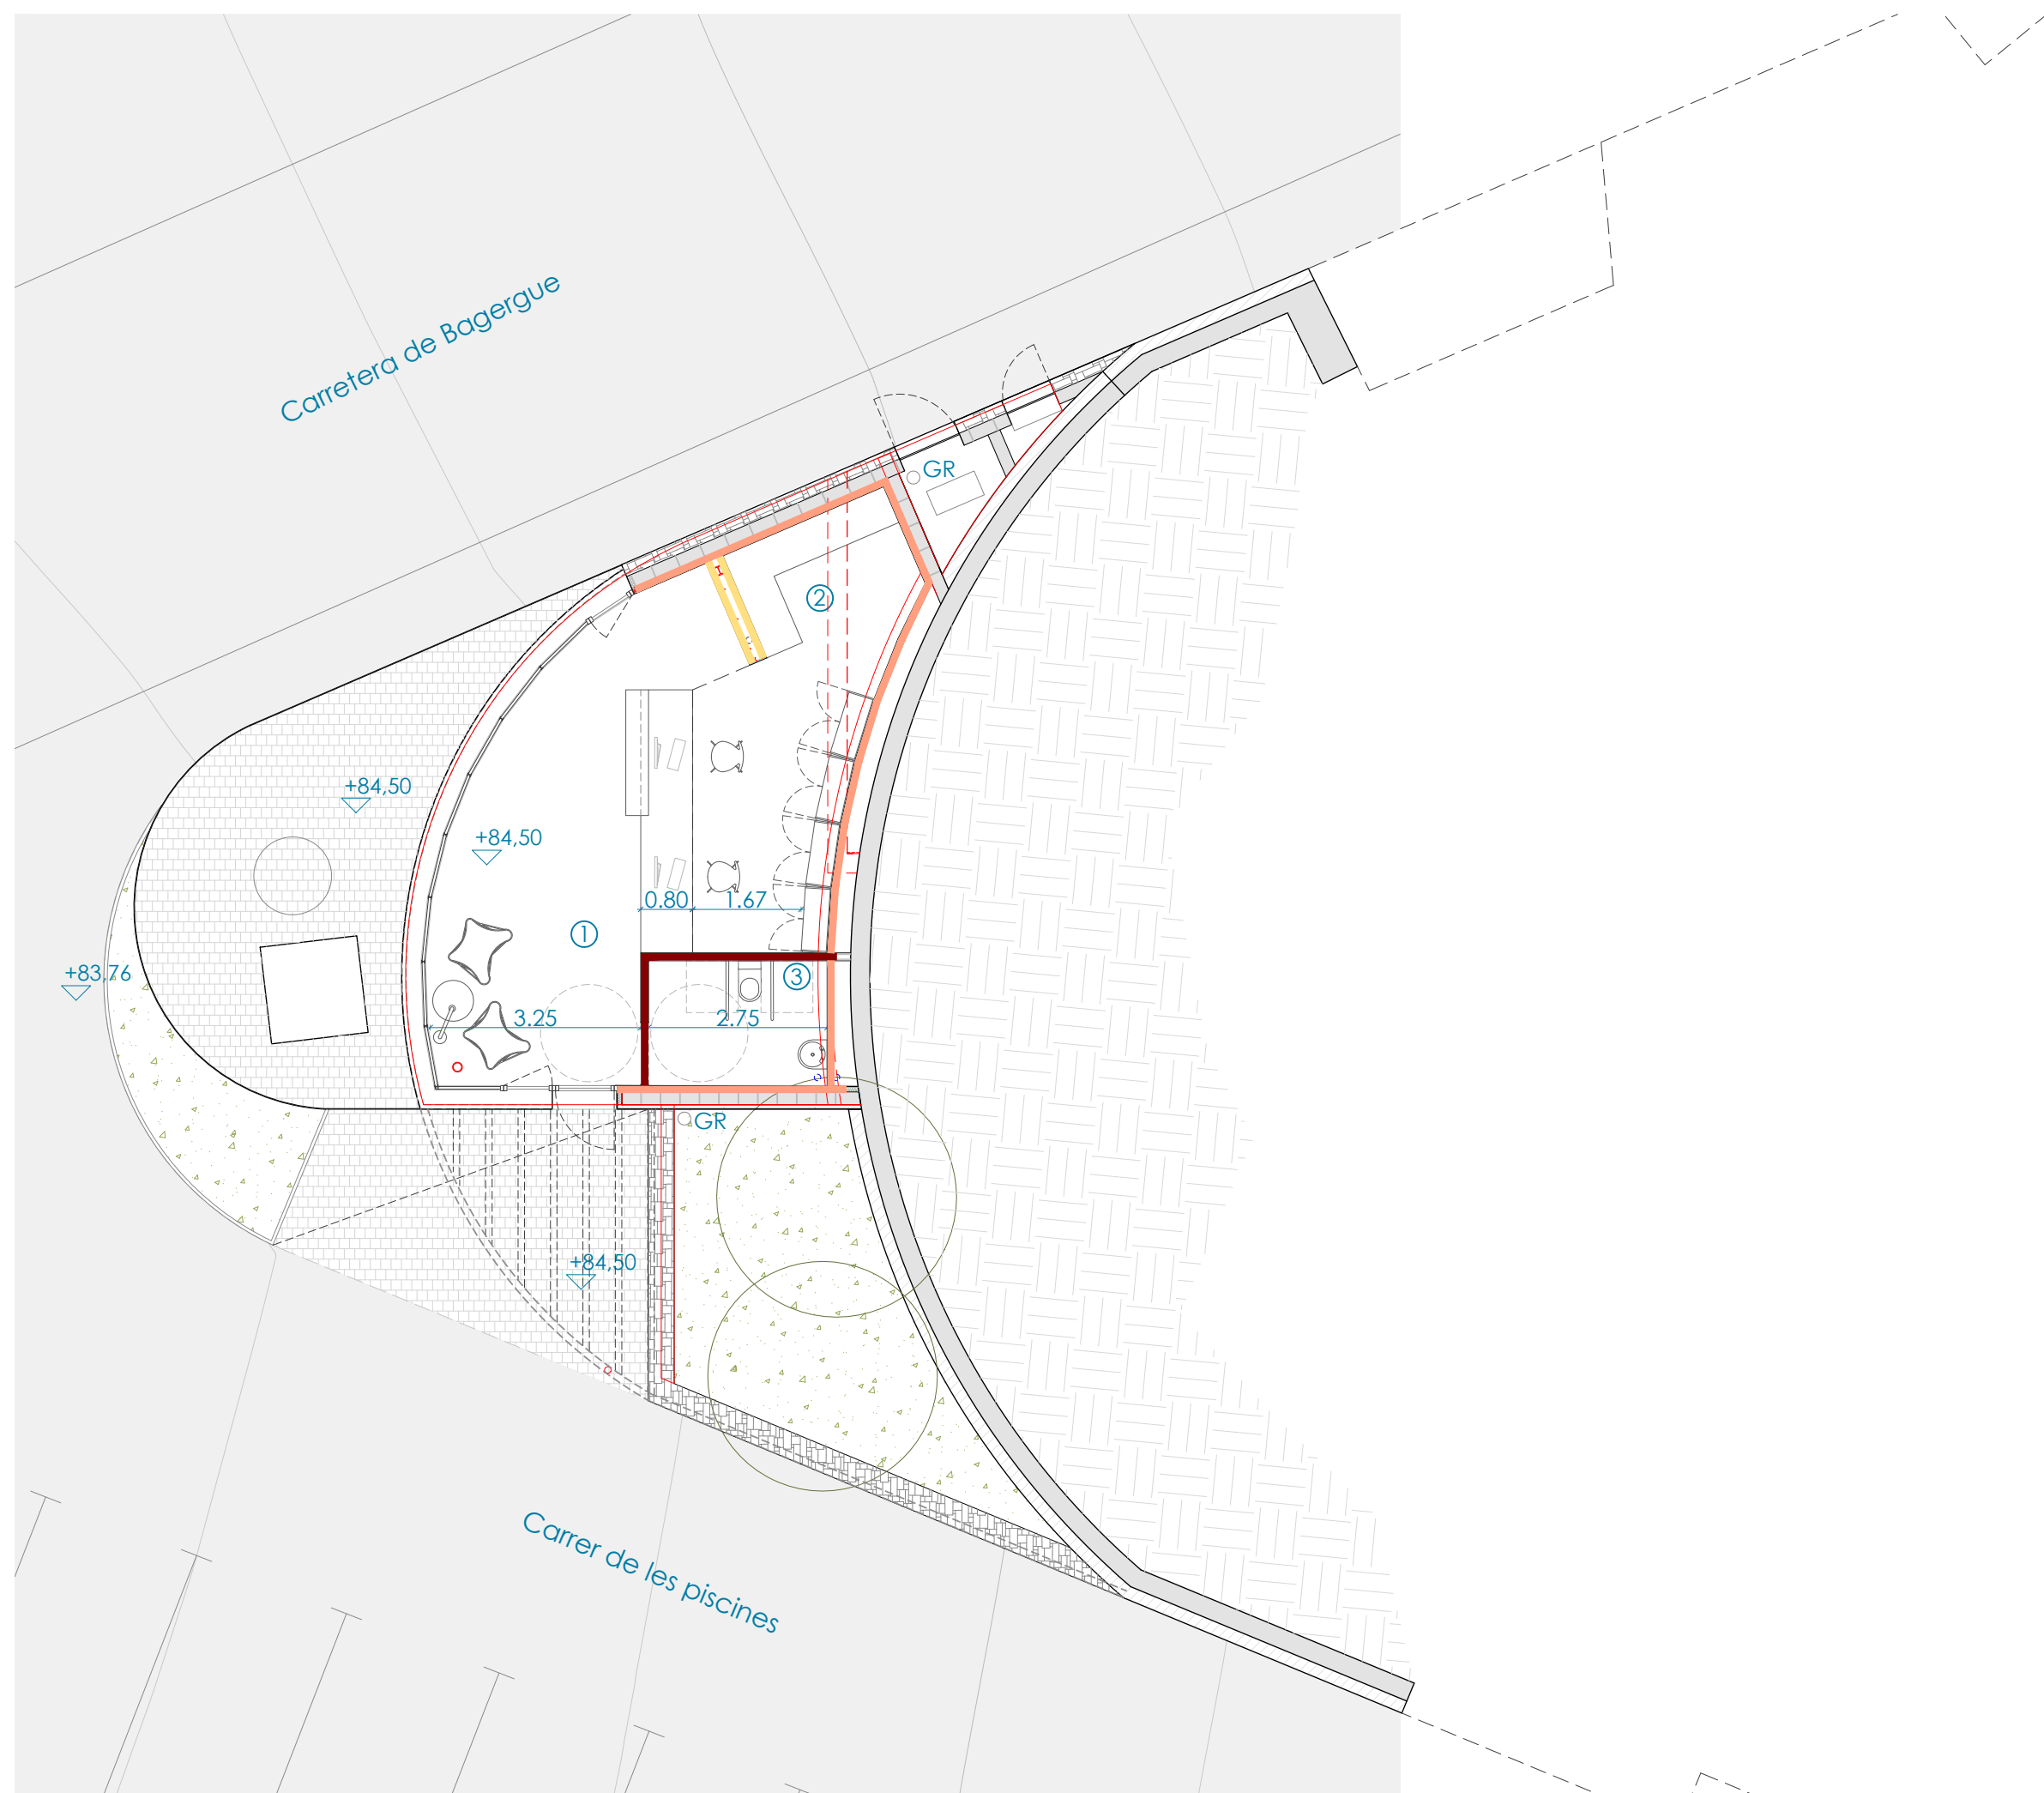 Carretera de Bagergue
GR
2
+84,50
+84,50
0.80
1.67
1
+83,76
3
3.25
2.75
GR
+84,50
Carrer de les piscines